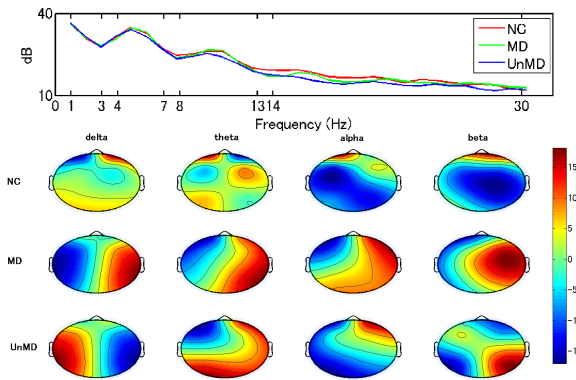 40
dB
10
NC
MD
UnMD
0 1 3 4 7 8 1314 30
Frequency (Hz)
delta theta alpha beta
NC
MD
UnMD
15
10
5
0
-5
-10